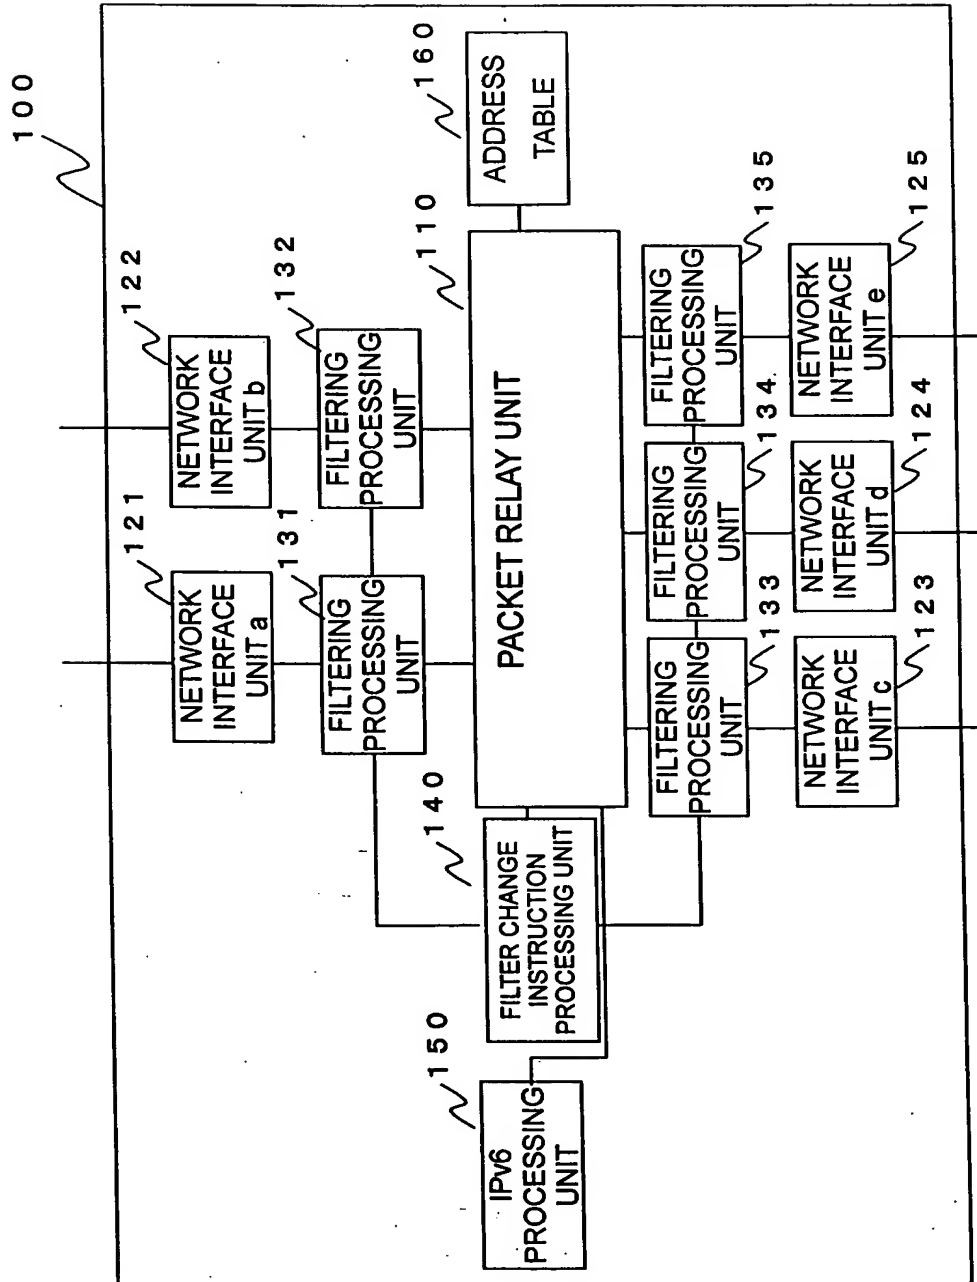 100
121
NETWORK
INTERFACE
UNIT a
122
NETWORK
INTERFACE
UNIT b
131
FILTERING
PROCESSING
UNIT
132
FILTERING
PROCESSING
UNIT
150
IPv6
PROCESSING
UNIT
140
FILTER CHANGE
INSTRUCTION
PROCESSING UNIT
110
PACKET RELAY UNIT
160
ADDRESS
TABLE
FILTERING
PROCESSING
UNIT
133
FILTERING
PROCESSING
UNIT
134
FILTERING
PROCESSING
UNIT
135
NETWORK
INTERFACE
UNIT c
123
NETWORK
INTERFACE
UNIT d
124
NETWORK
INTERFACE
UNIT e
125